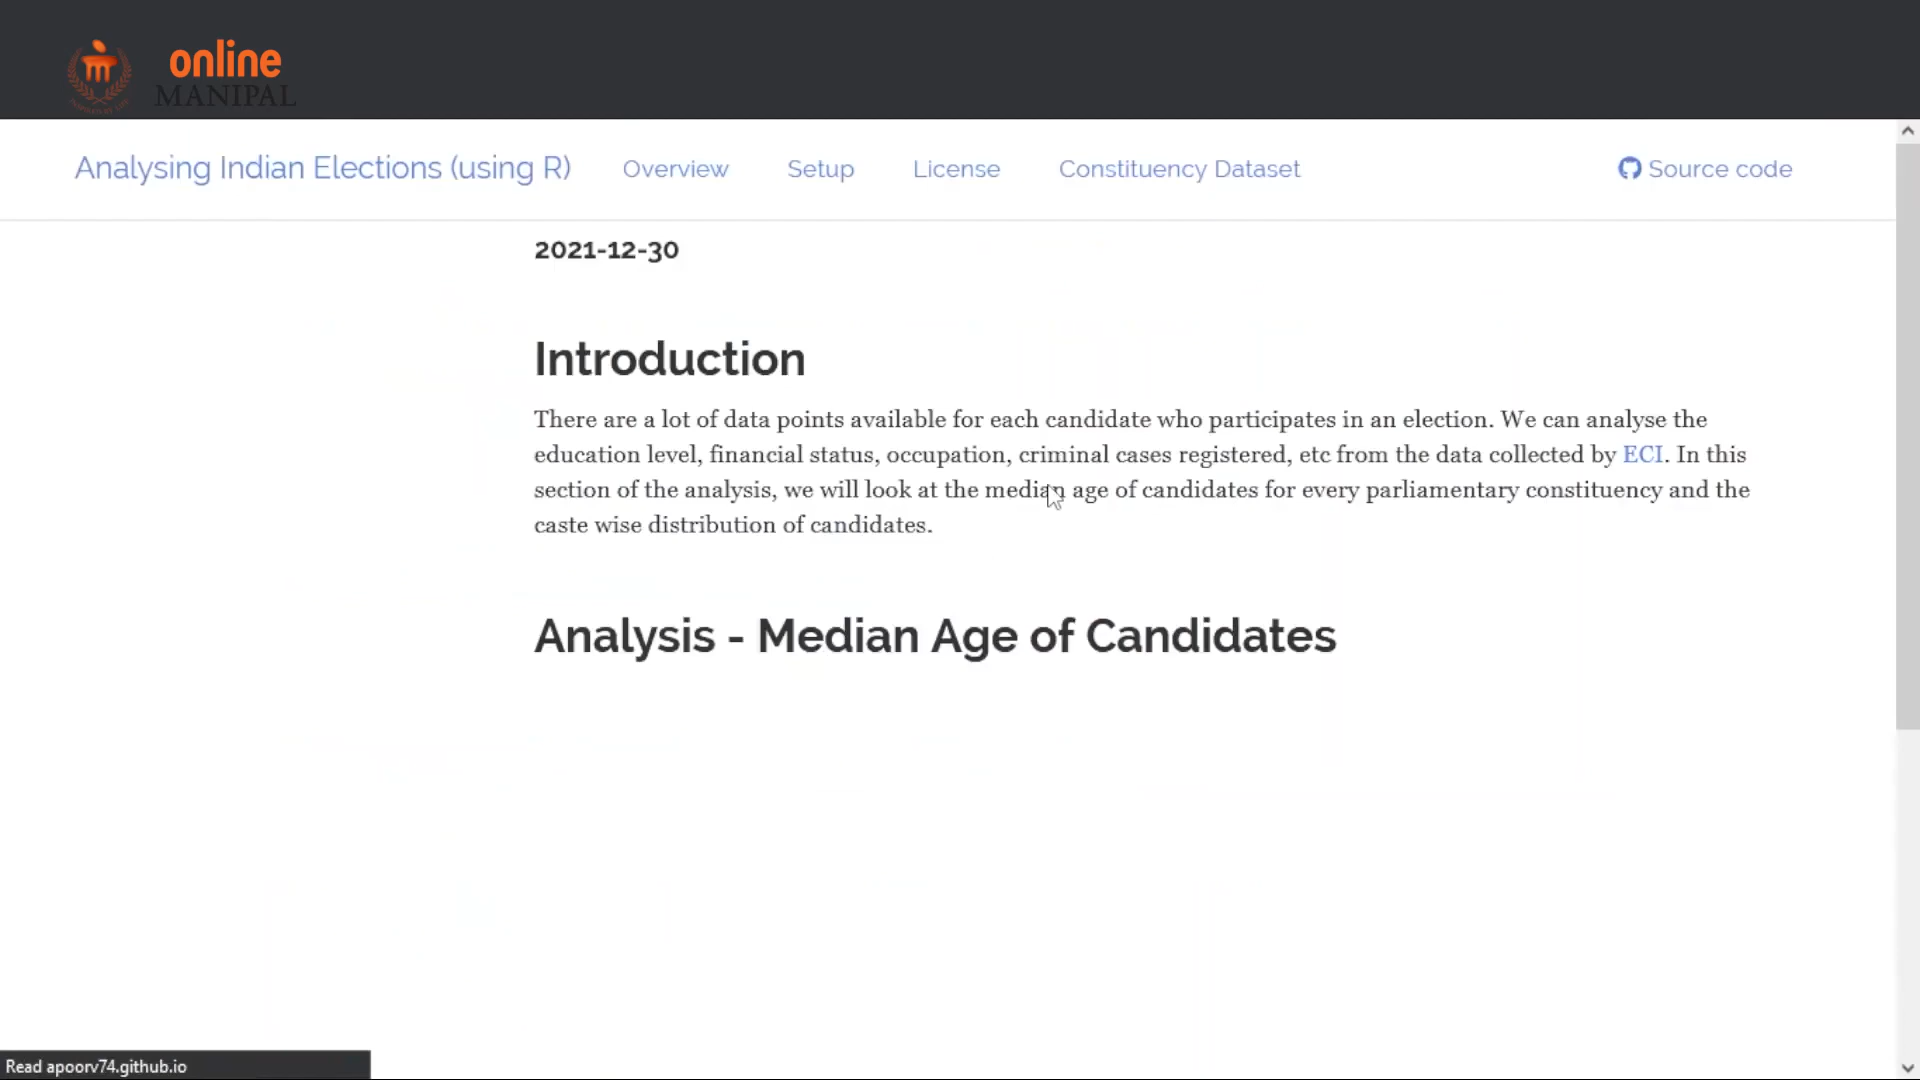 online
MANIPAL
Analysing Indian Elections (using R) Overview Setup License Constituency Dataset Source code
2021-12-30
Introduction
There are a lot of data points available for each candidate who participates in an election. We can analyse the
education level, financial status, occupation, criminal cases registered, etc from the data collected by ECI. In this
section of the analysis, we will look at the median age of candidates for every parliamentary constituency and the
caste wise distribution of candidates.
Analysis - Median Age of Candidates
Read apoorv74.github.io